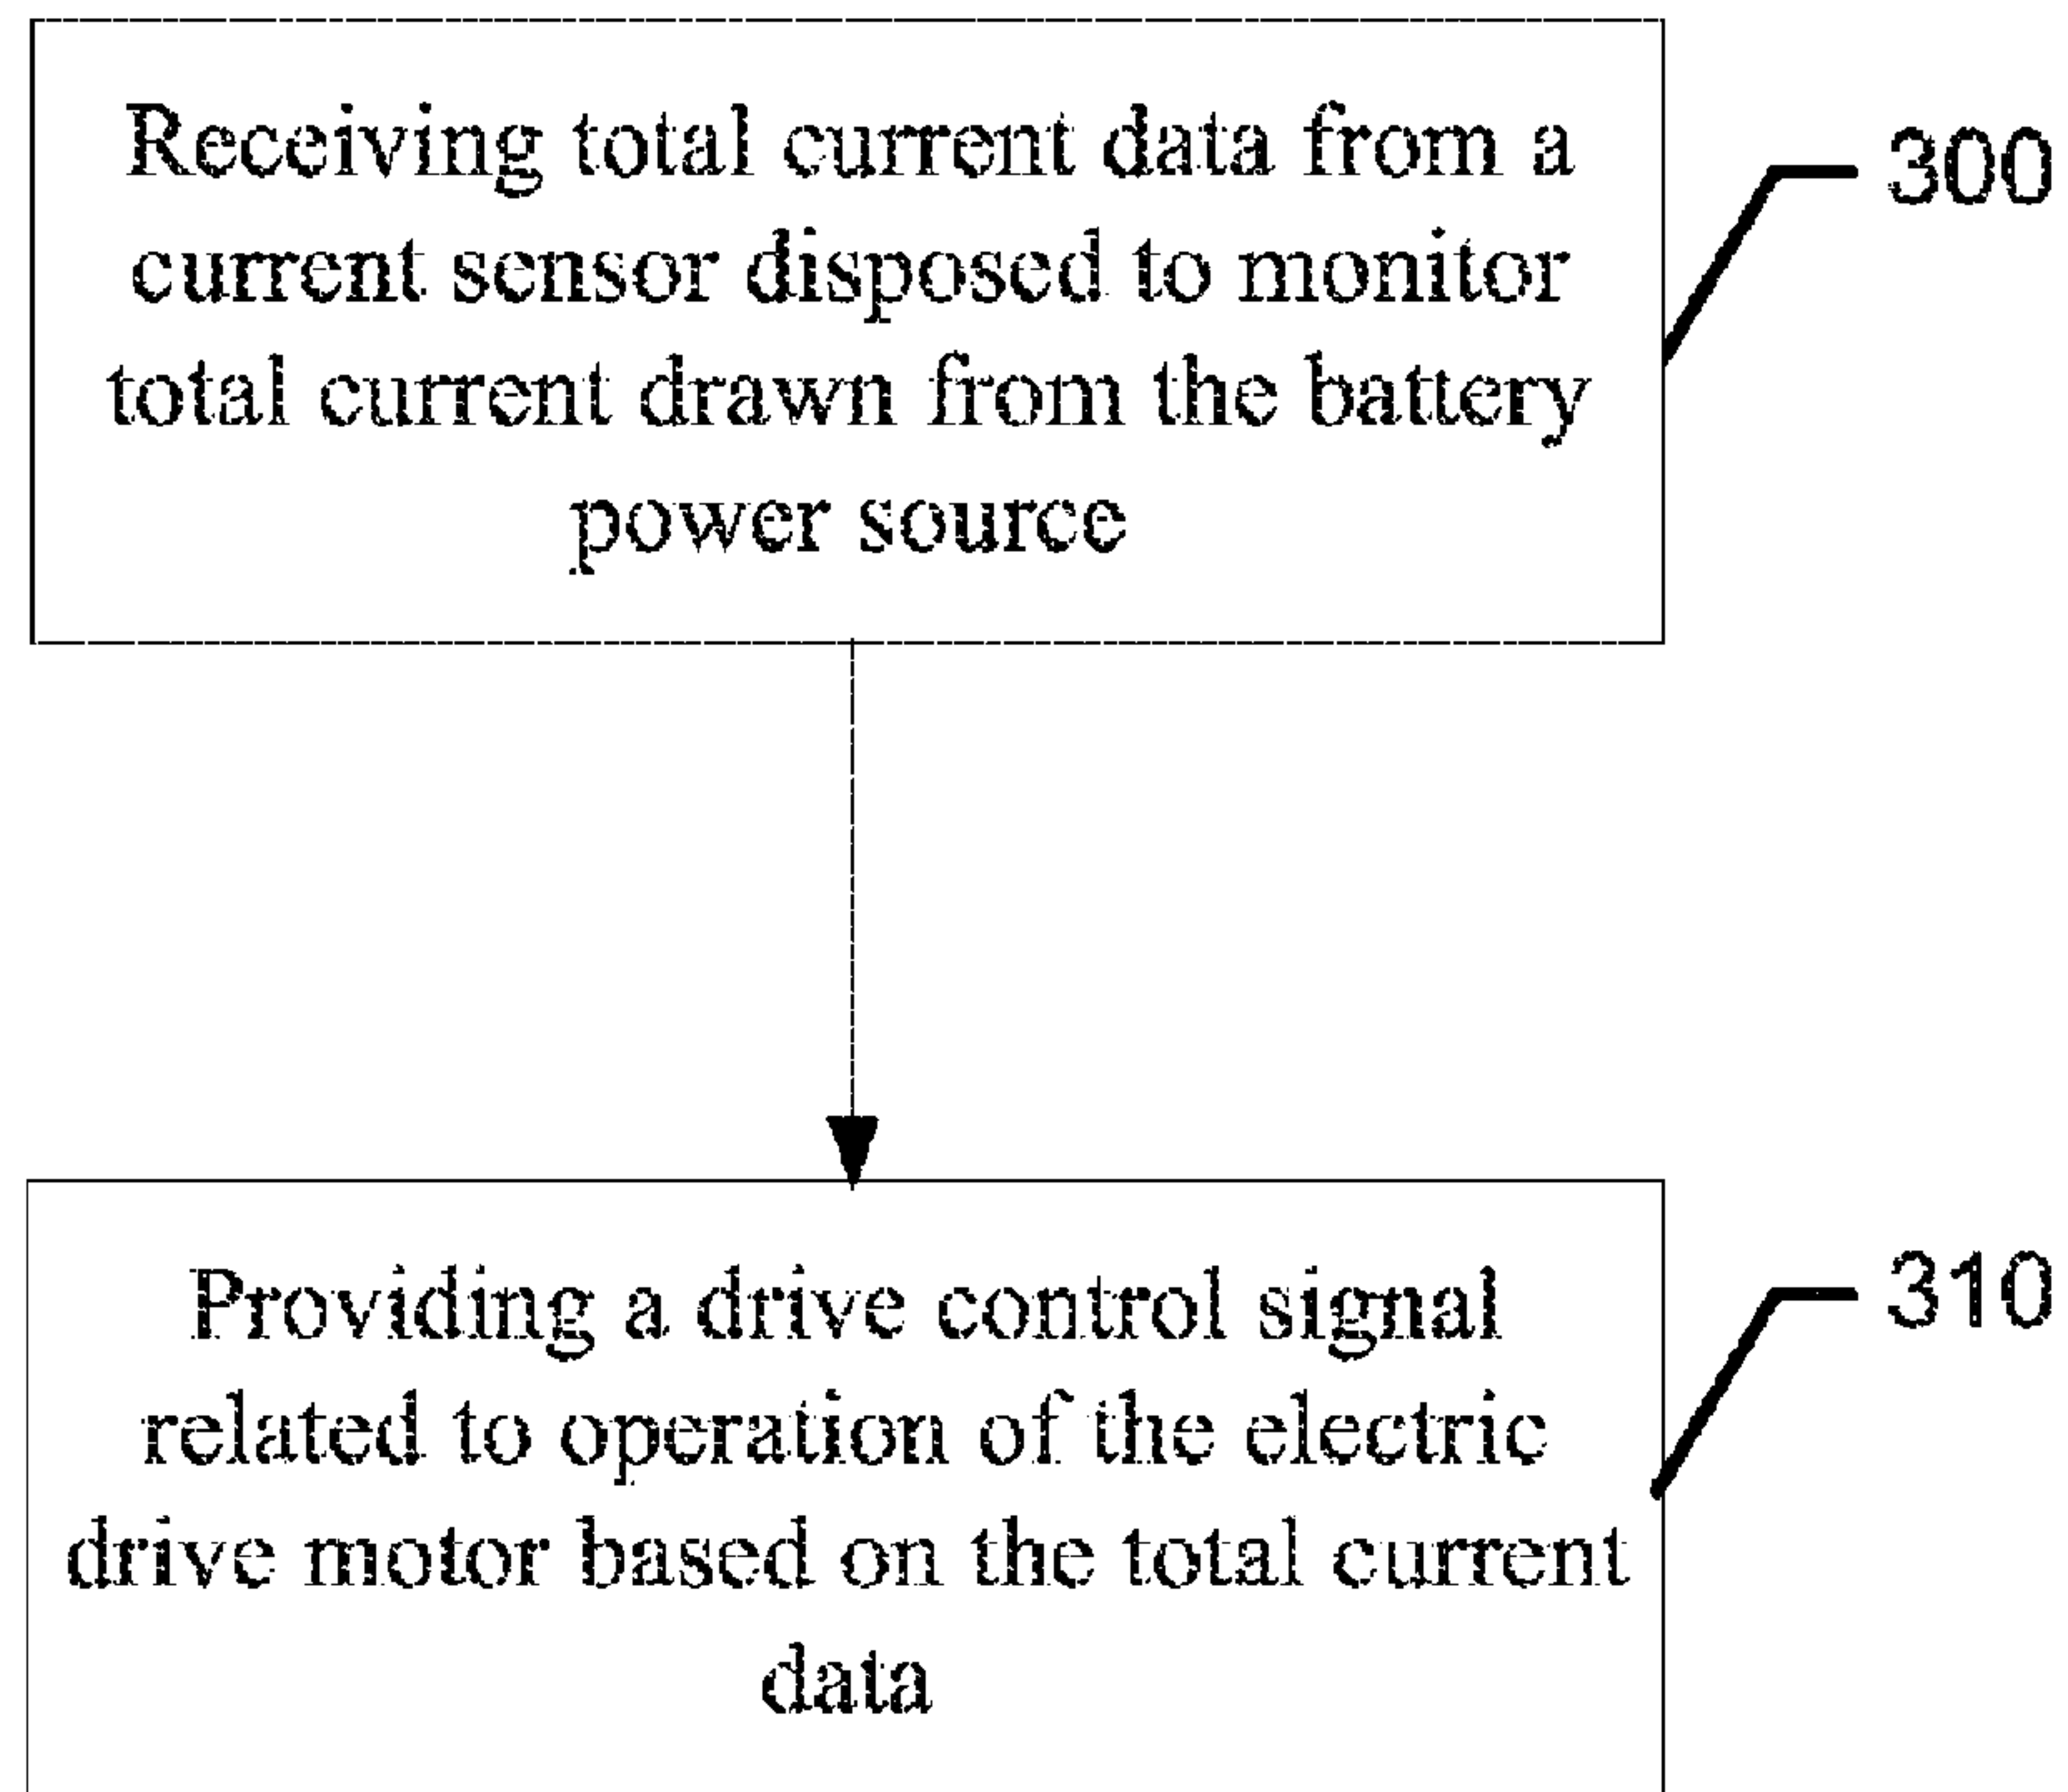 Receiving total current data from a
current sensor disposed to monitor
total current drawn from the battery
power source
300
Providing a drive control signal
related to operation of the electric
drive motor based on the total current
data
310